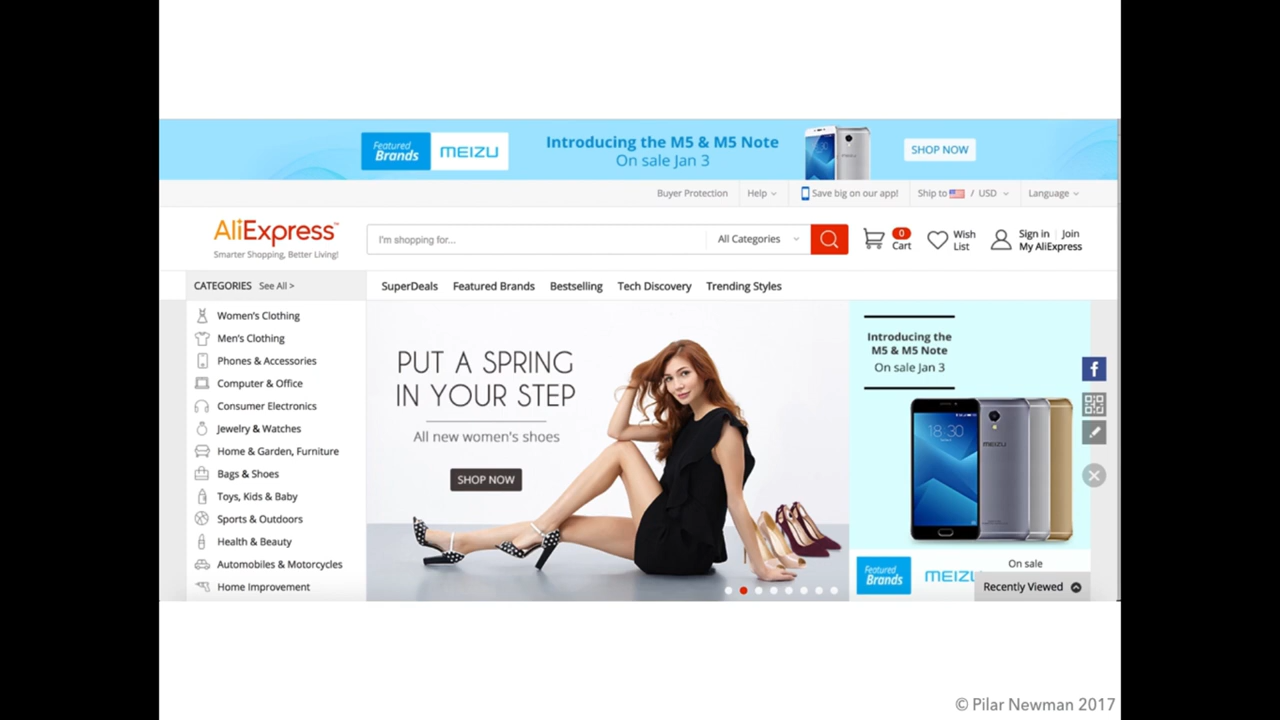 Featured
Brands
MEIZU
Introducing the M5 & M5 Note
On sale Jan 3
SHOP NOW
Buyer Protection
Help
Save big on our app!
Ship to / USD
Language
AliExpress™
Smarter Shopping, Better Living!
I'm shopping for...
All Categories
0
Cart
Wish
List
Sign in | Join
My AliExpress
CATEGORIES See All >
SuperDeals
Featured Brands
Bestselling
Tech Discovery
Trending Styles
Women's Clothing
Men's Clothing
Phones & Accessories
Computer & Office
Consumer Electronics
Jewelry & Watches
Home & Garden, Furniture
Bags & Shoes
Toys, Kids & Baby
Sports & Outdoors
Health & Beauty
Automobiles & Motorcycles
Home Improvement
PUT A SPRING
IN YOUR STEP
All new women's shoes
SHOP NOW
Introducing the
M5 & M5 Note
On sale Jan 3
18:30
MEIZU
Featured
Brands
MEIZU
On sale
Recently Viewed
© Pilar Newman 2017